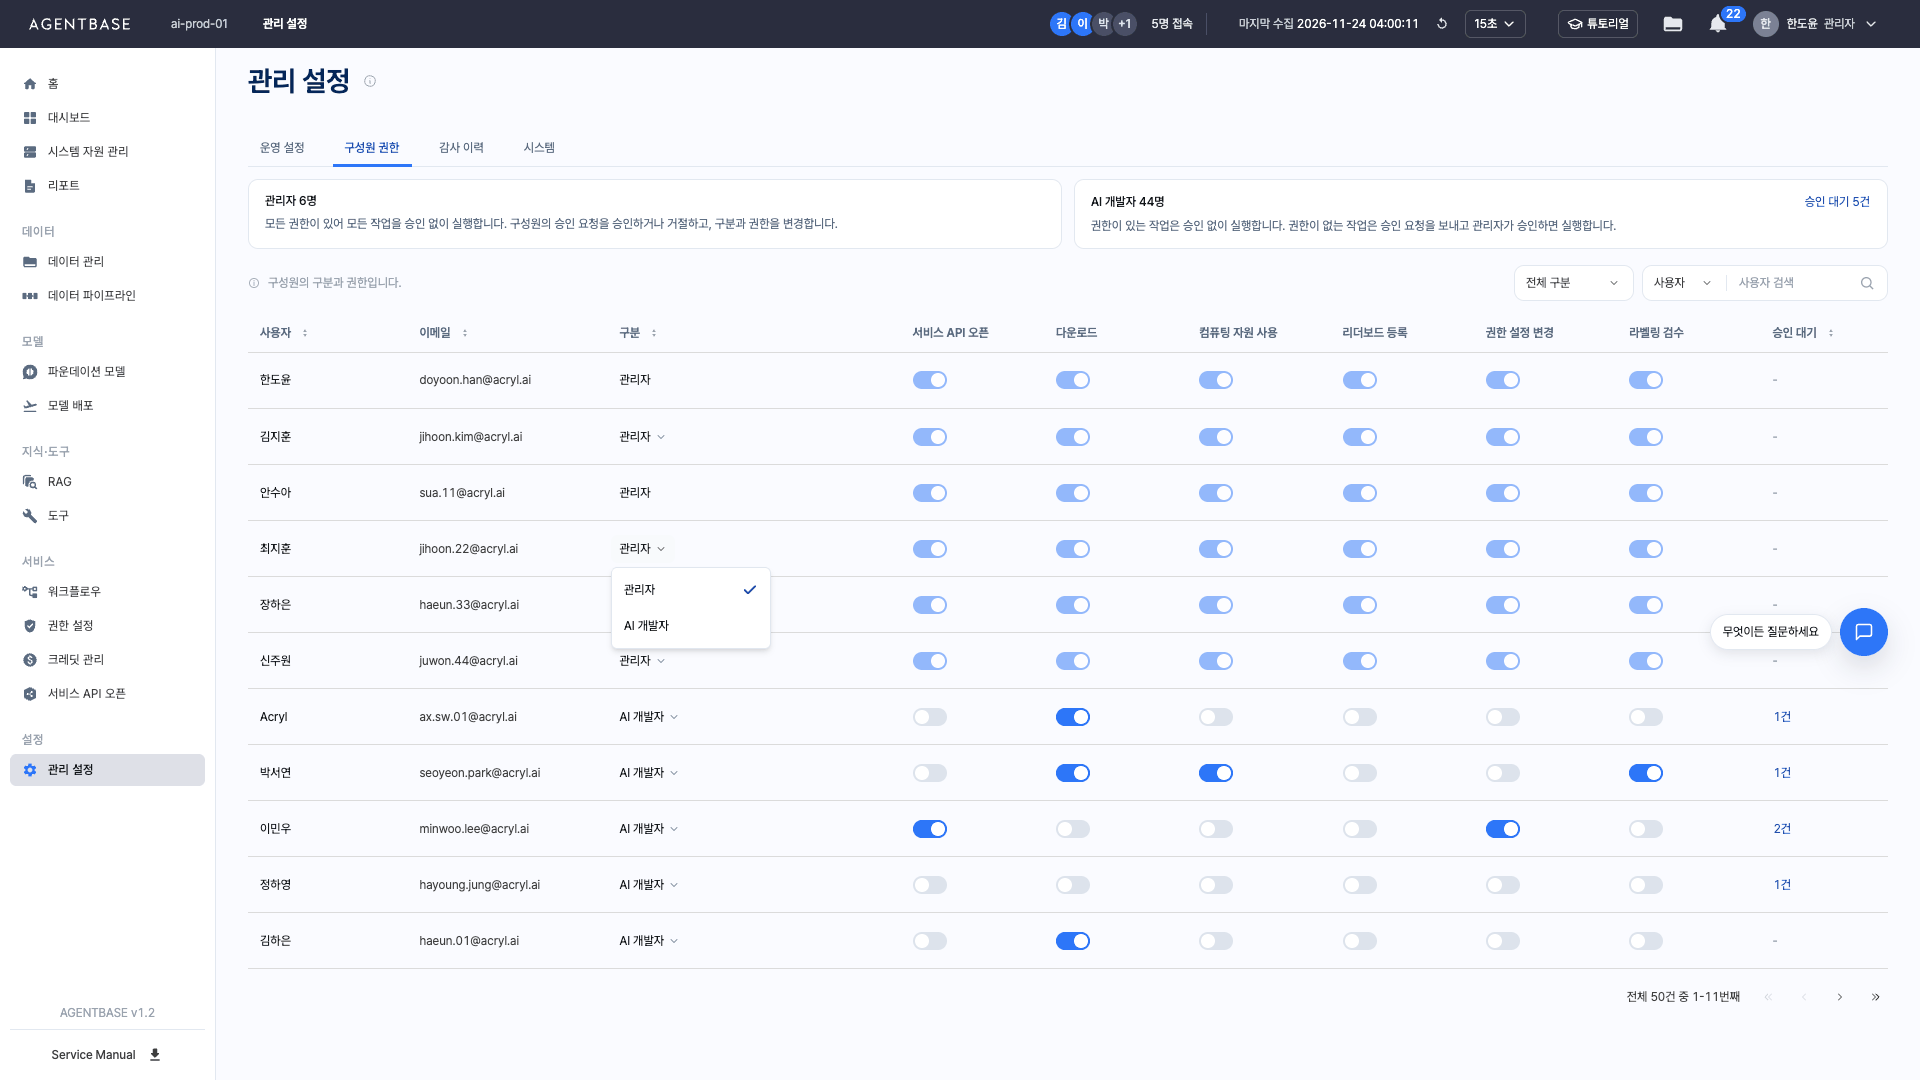 AGENTBASE ai-prod-01 관리 설정 김 이 박 +1 5명 접속 마지막 수집 2026-11-24 04:00:11 15초 튜토리얼 22 한 한도윤 관리자
홈
대시보드
시스템 자원 관리
리포트
데이터
데이터 관리
데이터 파이프라인
모델
파운데이션 모델
모델 배포
지식·도구
RAG
도구
서비스
워크플로우
권한 설정
크레딧 관리
서비스 API 오픈
설정
관리 설정
AGENTBASE v1.2
Service Manual
관리 설정
운영 설정 구성원 권한 감사 이력 시스템
관리자 6명
모든 권한이 있어 모든 작업을 승인 없이 실행합니다. 구성원의 승인 요청을 승인하거나 거절하고, 구분과 권한을 변경합니다.
AI 개발자 44명 승인 대기 5건
권한이 있는 작업은 승인 없이 실행합니다. 권한이 없는 작업은 승인 요청을 보내고 관리자가 승인하면 실행합니다.
구성원의 구분과 권한입니다. 전체 구분 사용자 사용자 검색
사용자 이메일 구분 서비스 API 오픈 다운로드 컴퓨팅 자원 사용 리더보드 등록 권한 설정 변경 라벨링 검수 승인 대기
한도윤 doyoon.han@acryl.ai 관리자 -
김지훈 jihoon.kim@acryl.ai 관리자 -
안수아 sua.11@acryl.ai 관리자 -
최지훈 jihoon.22@acryl.ai 관리자 -
관리자
AI 개발자
장하은 haeun.33@acryl.ai -
무엇이든 질문하세요
신주원 juwon.44@acryl.ai 관리자 -
Acryl ax.sw.01@acryl.ai AI 개발자 1건
박서연 seoyeon.park@acryl.ai AI 개발자 1건
이민우 minwoo.lee@acryl.ai AI 개발자 2건
정하영 hayoung.jung@acryl.ai AI 개발자 1건
김하은 haeun.01@acryl.ai AI 개발자 -
전체 50건 중 1-11번째